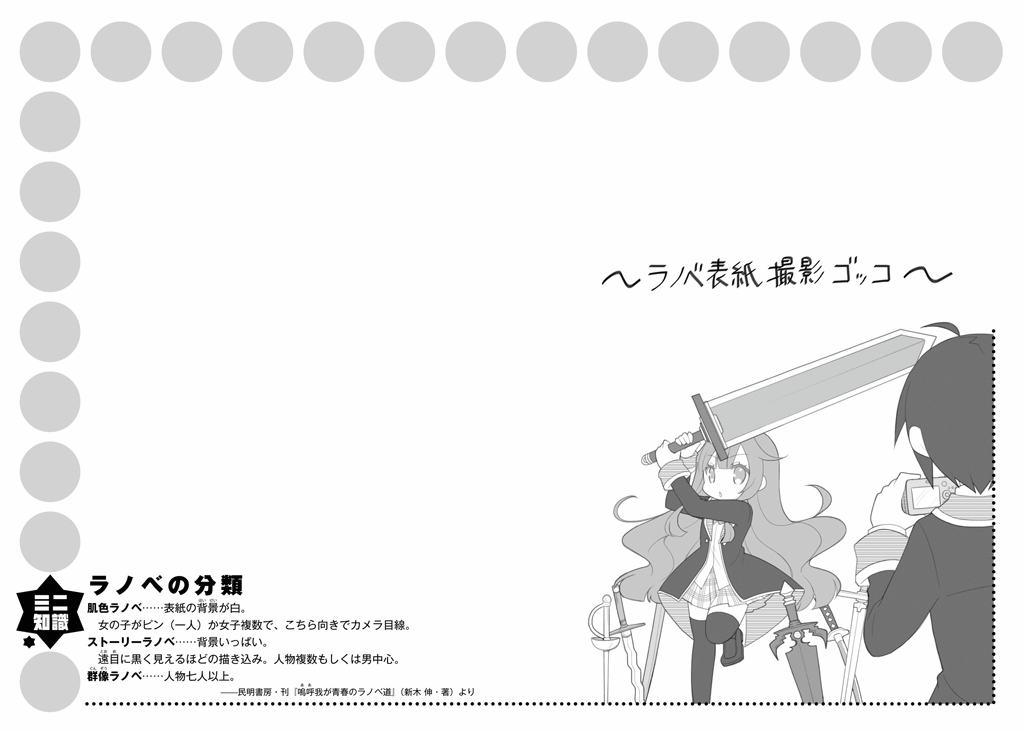 ～ラノベ表紙撮影ゴッコ～
ミニ
知識
ラノベの分類
肌色ラノベ……表紙の背景が白。
女の子がピン（一人）か女子複数で、こちら向きでカメラ目線。
ストーリーラノベ……背景いっぱい。
遠目に黒く見えるほどの描き込み。人物複数もしくは男中心。
群像ラノベ……人物七人以上。
――民明書房・刊『嗚呼我が青春のラノベ道』（新木 伸・著）より